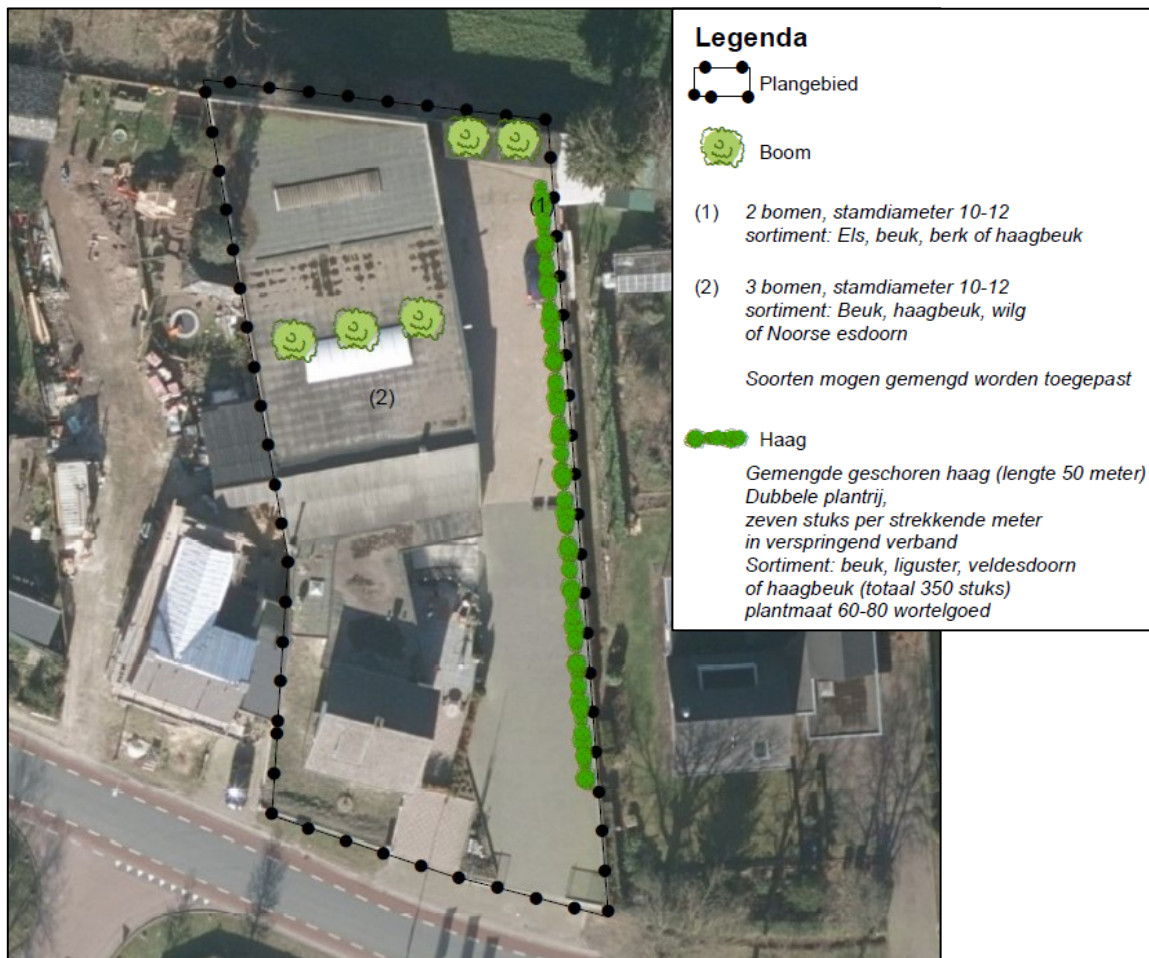 Legenda
Plangebied
Boom
(1) 2 bomen, stamdiameter 10-12
sortiment: Els, beuk, berk of haagbeuk
(2) 3 bomen, stamdiameter 10-12
sortiment: Beuk, haagbeuk, wilg
of Noorse esdoorn
Soorten mogen gemengd worden toegepast
Haag
Gemengde geschoren haag (lengte 50 meter)
Dubbele plantrij,
zeven stuks per strekkende meter
in verspringend verband
Sortiment: beuk, liguster, veldesdoorn
of haagbeuk (totaal 350 stuks)
plantmaat 60-80 wortelgoed
(1)
(2)